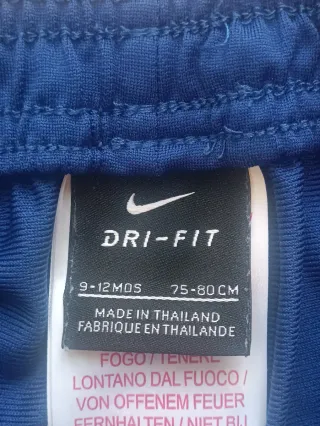 DRI-FIT
9-12MOS 75-80CM
MADE IN THAILAND
FABRIQUE EN THAILANDE
FOGO / TENERE
LONTANO DAL FUOCO /
VON OFFENEM FEUER
FERNHALTEN / NIET BIJ